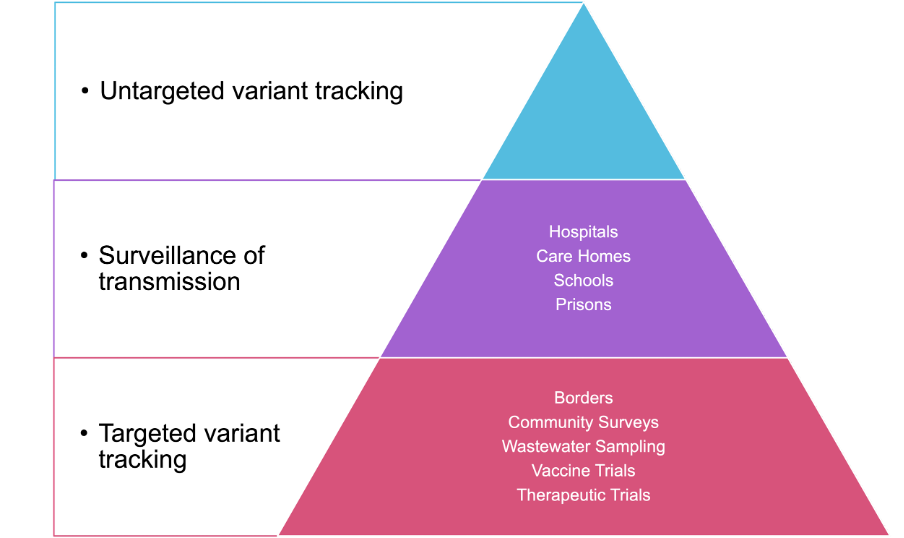 • Untargeted variant tracking
• Surveillance of
transmission
Hospitals
Care Homes
Schools
Prisons
• Targeted variant
tracking
Borders
Community Surveys
Wastewater Sampling
Vaccine Trials
Therapeutic Trials